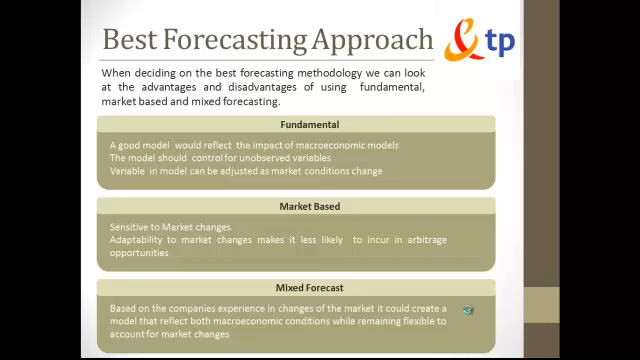 Best Forecasting Approach
tp
When deciding on the best forecasting methodology we can look
at the advantages and disadvantages of using fundamental,
market based and mixed forecasting.
Fundamental
A good model would reflect the impact of macroeconomic models
The model should control for unobserved variables
Variable in model can be adjusted as market conditions change
Market Based
Sensitive to Market changes
Adaptability to market changes makes it less likely to incur in arbitrage
opportunities
Mixed Forecast
Based on the companies experience in changes of the market it could create a
model that reflect both macroeconomic conditions while remaining flexible to
account for market changes